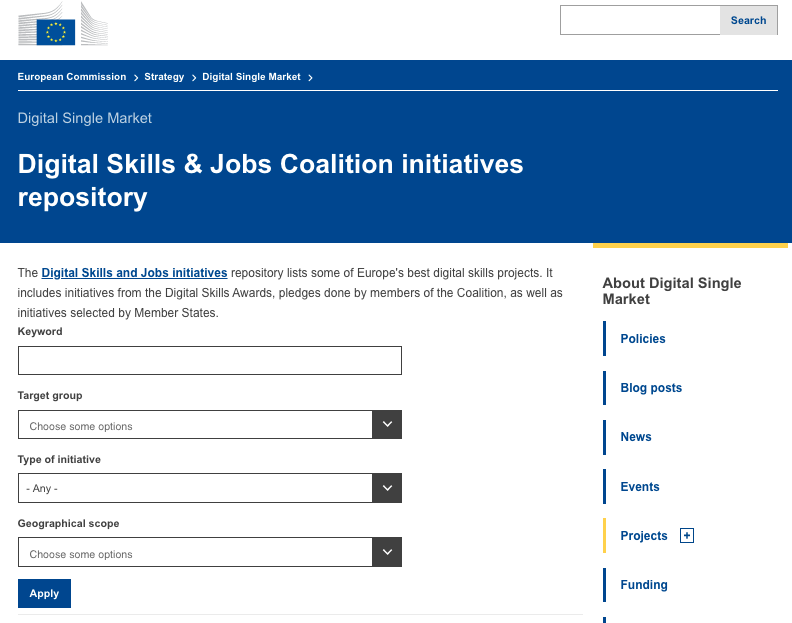 Search
European Commission > Strategy > Digital Single Market >
Digital Single Market
Digital Skills & Jobs Coalition initiatives
repository
The Digital Skills and Jobs initiatives repository lists some of Europe's best digital skills projects. It
includes initiatives from the Digital Skills Awards, pledges done by members of the Coalition, as well as
initiatives selected by Member States.
Keyword
Target group
Choose some options
Type of initiative
- Any -
Geographical scope
Choose some options
Apply
About Digital Single
Market
Policies
Blog posts
News
Events
Projects +
Funding